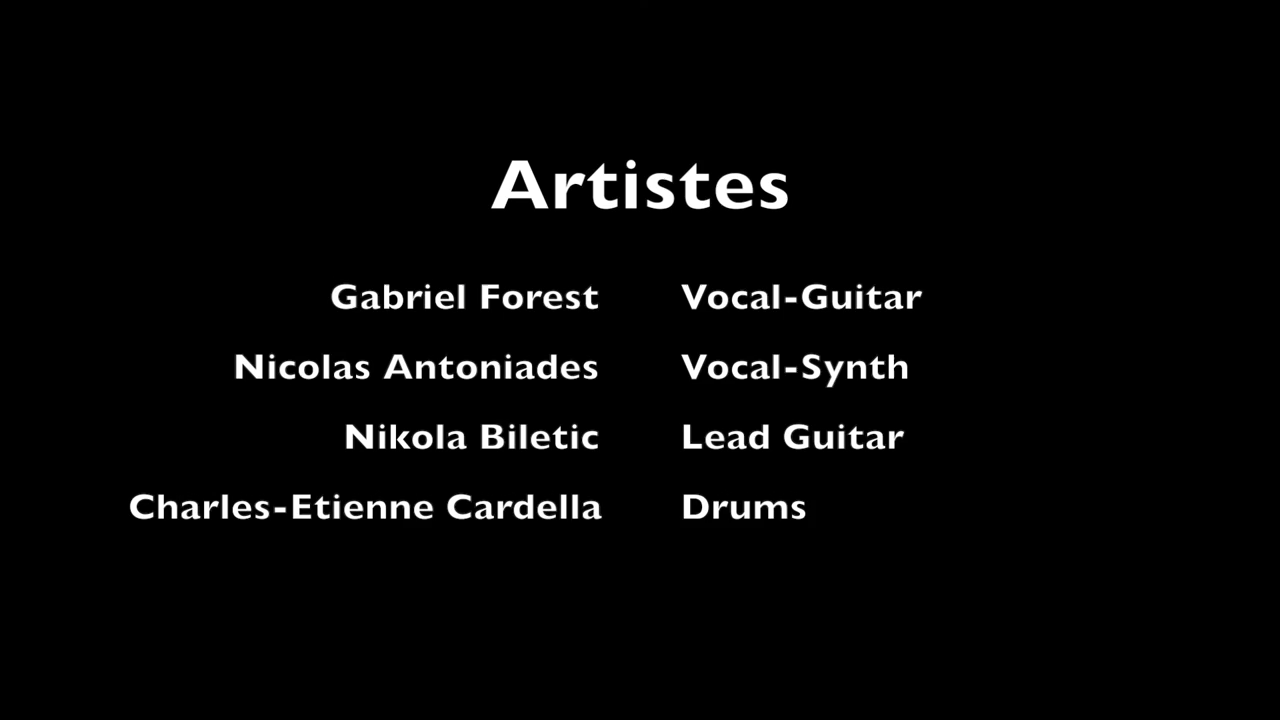 Artistes
Gabriel Forest Vocal-Guitar
Nicolas Antoniades Vocal-Synth
Nikola Biletic Lead Guitar
Charles-Etienne Cardella Drums